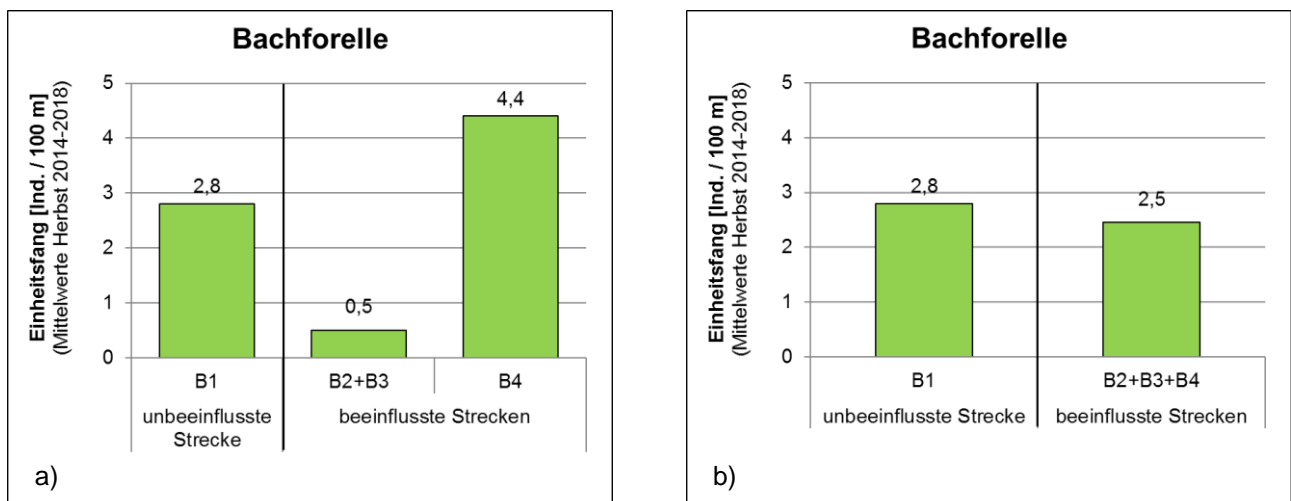 Bachforelle
Einheitsfang [Ind. / 100 m]
(Mittelwerte Herbst 2014-2018)
5
4
3
2
1
0
2,8
0,5
4,4
B1
B2+B3
B4
unbeeinflusste
Strecke
beeinflusste Strecken
a)
Bachforelle
Einheitsfang [Ind. / 100 m]
(Mittelwerte Herbst 2014-2018)
5
4
3
2
1
0
2,8
2,5
B1
B2+B3+B4
unbeeinflusste Strecke
beeinflusste Strecken
b)